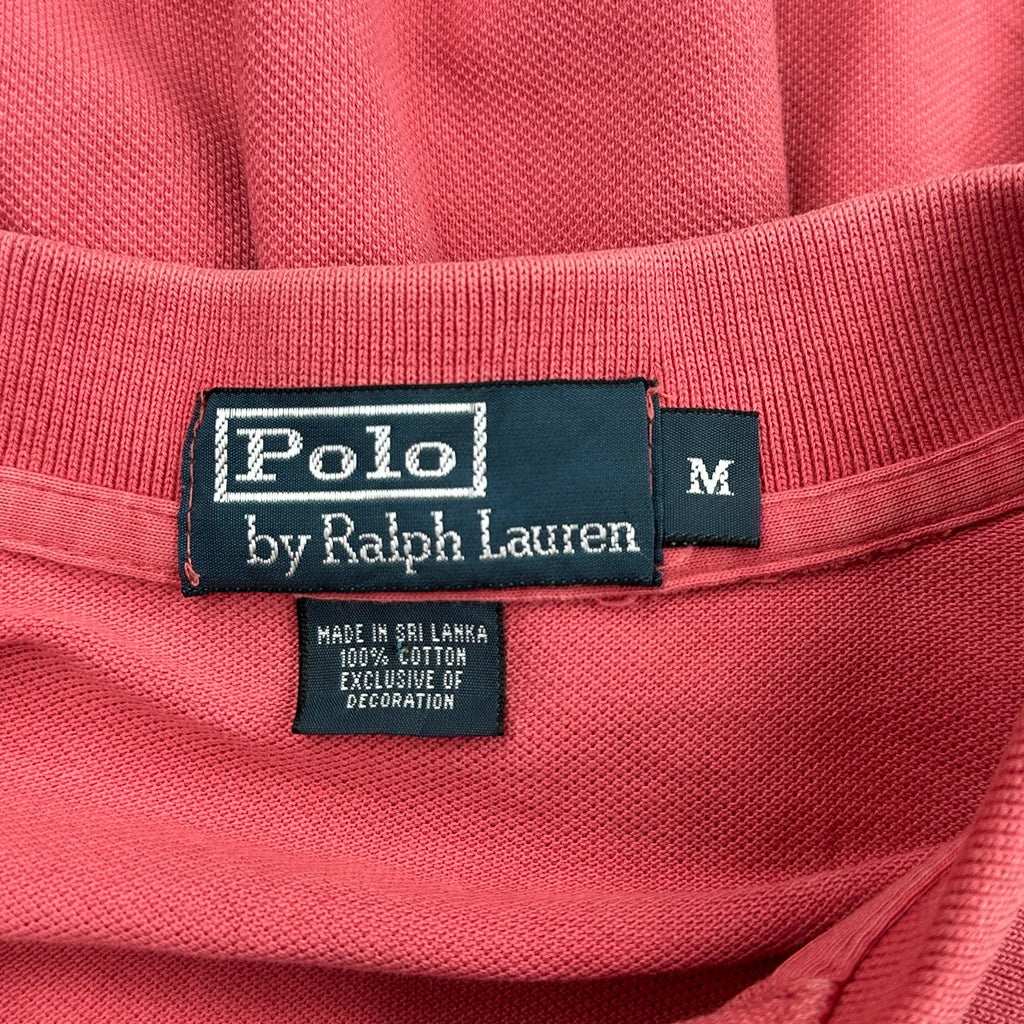 Polo
by Ralph Lauren
M
MADE IN SRI LANKA
100% COTTON
EXCLUSIVE OF
DECORATION